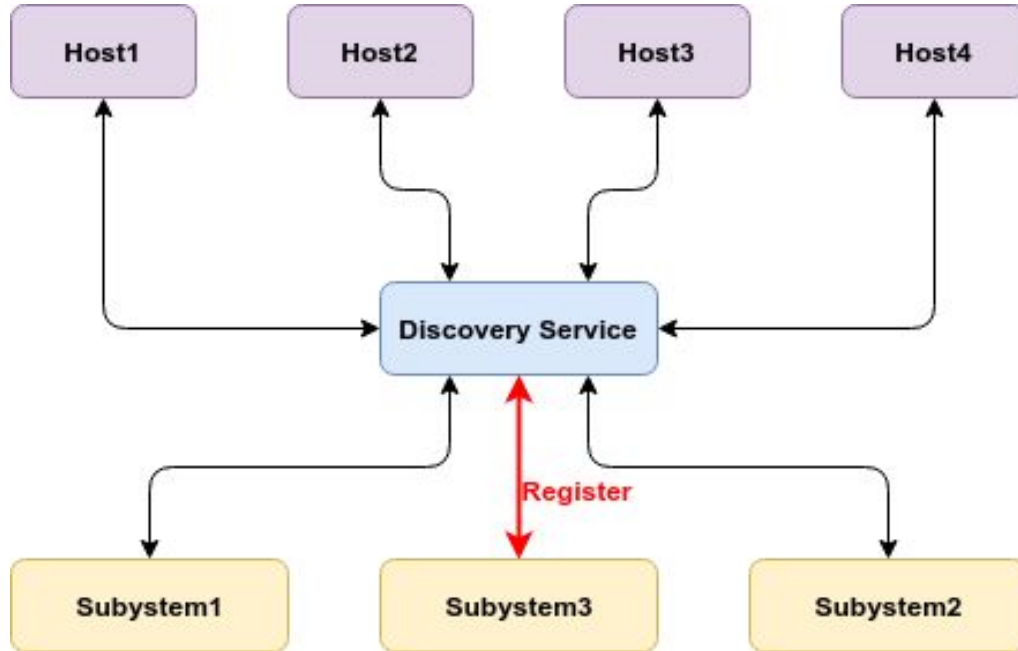 Host1
Host2
Host3
Host4
Discovery Service
Register
Subystem1
Subystem3
Subystem2